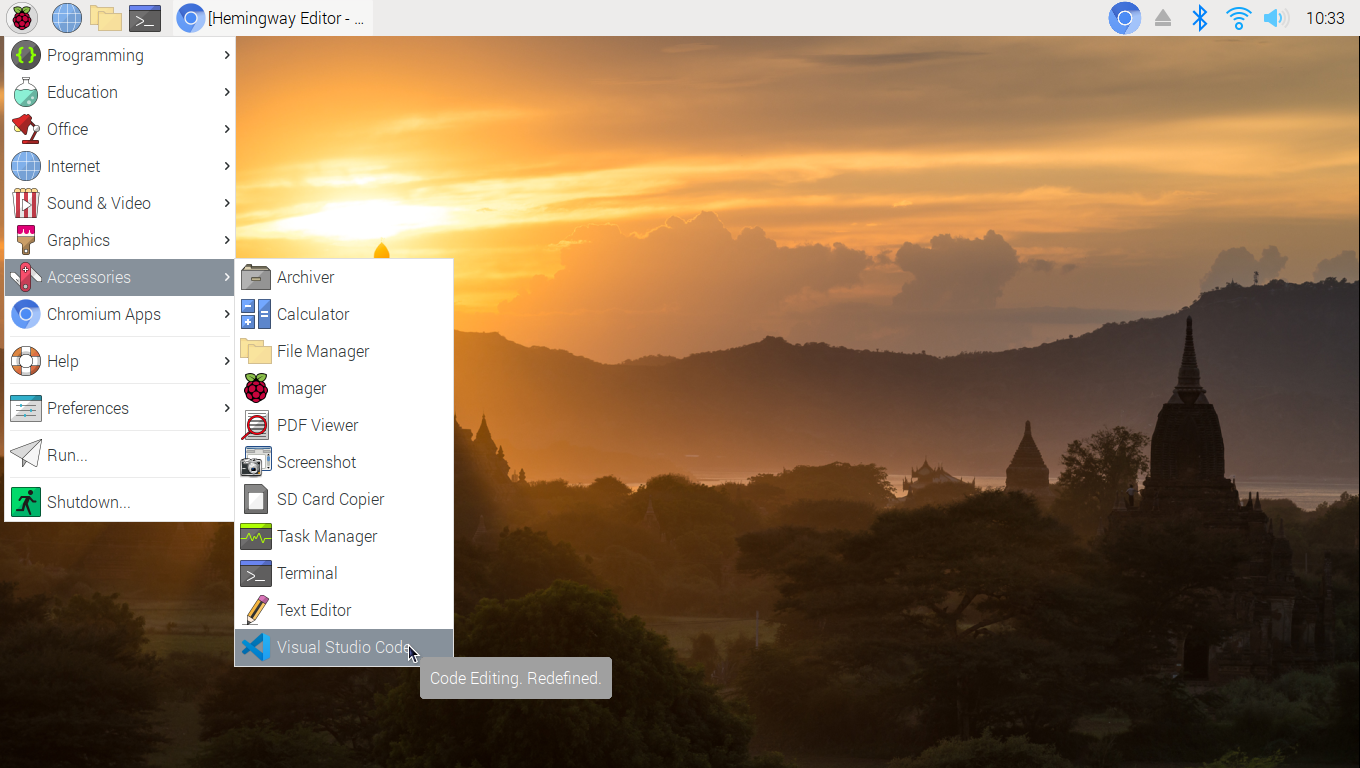 [Hemingway Editor - ...
10:33
Programming
Education
Office
Internet
Sound & Video
Graphics
Accessories
Chromium Apps
Help
Preferences
Run...
Shutdown...
Archiver
Calculator
File Manager
Imager
PDF Viewer
Screenshot
SD Card Copier
Task Manager
Terminal
Text Editor
Visual Studio Code
Code Editing. Redefined.